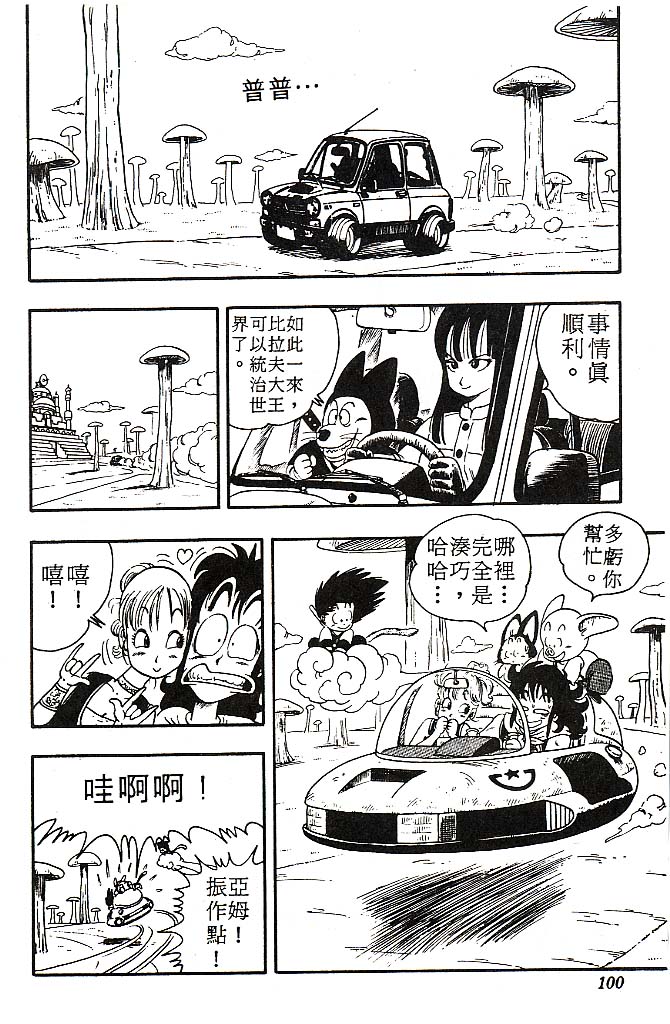 普普…
事情真
順利。
如此一來，
比拉夫大王
可以統治世
界了。
多虧你
幫忙。
哪裡…
完全是
湊巧，
哈哈…
嘻
嘻！
哇啊啊！
亞姆！
振作點！
100